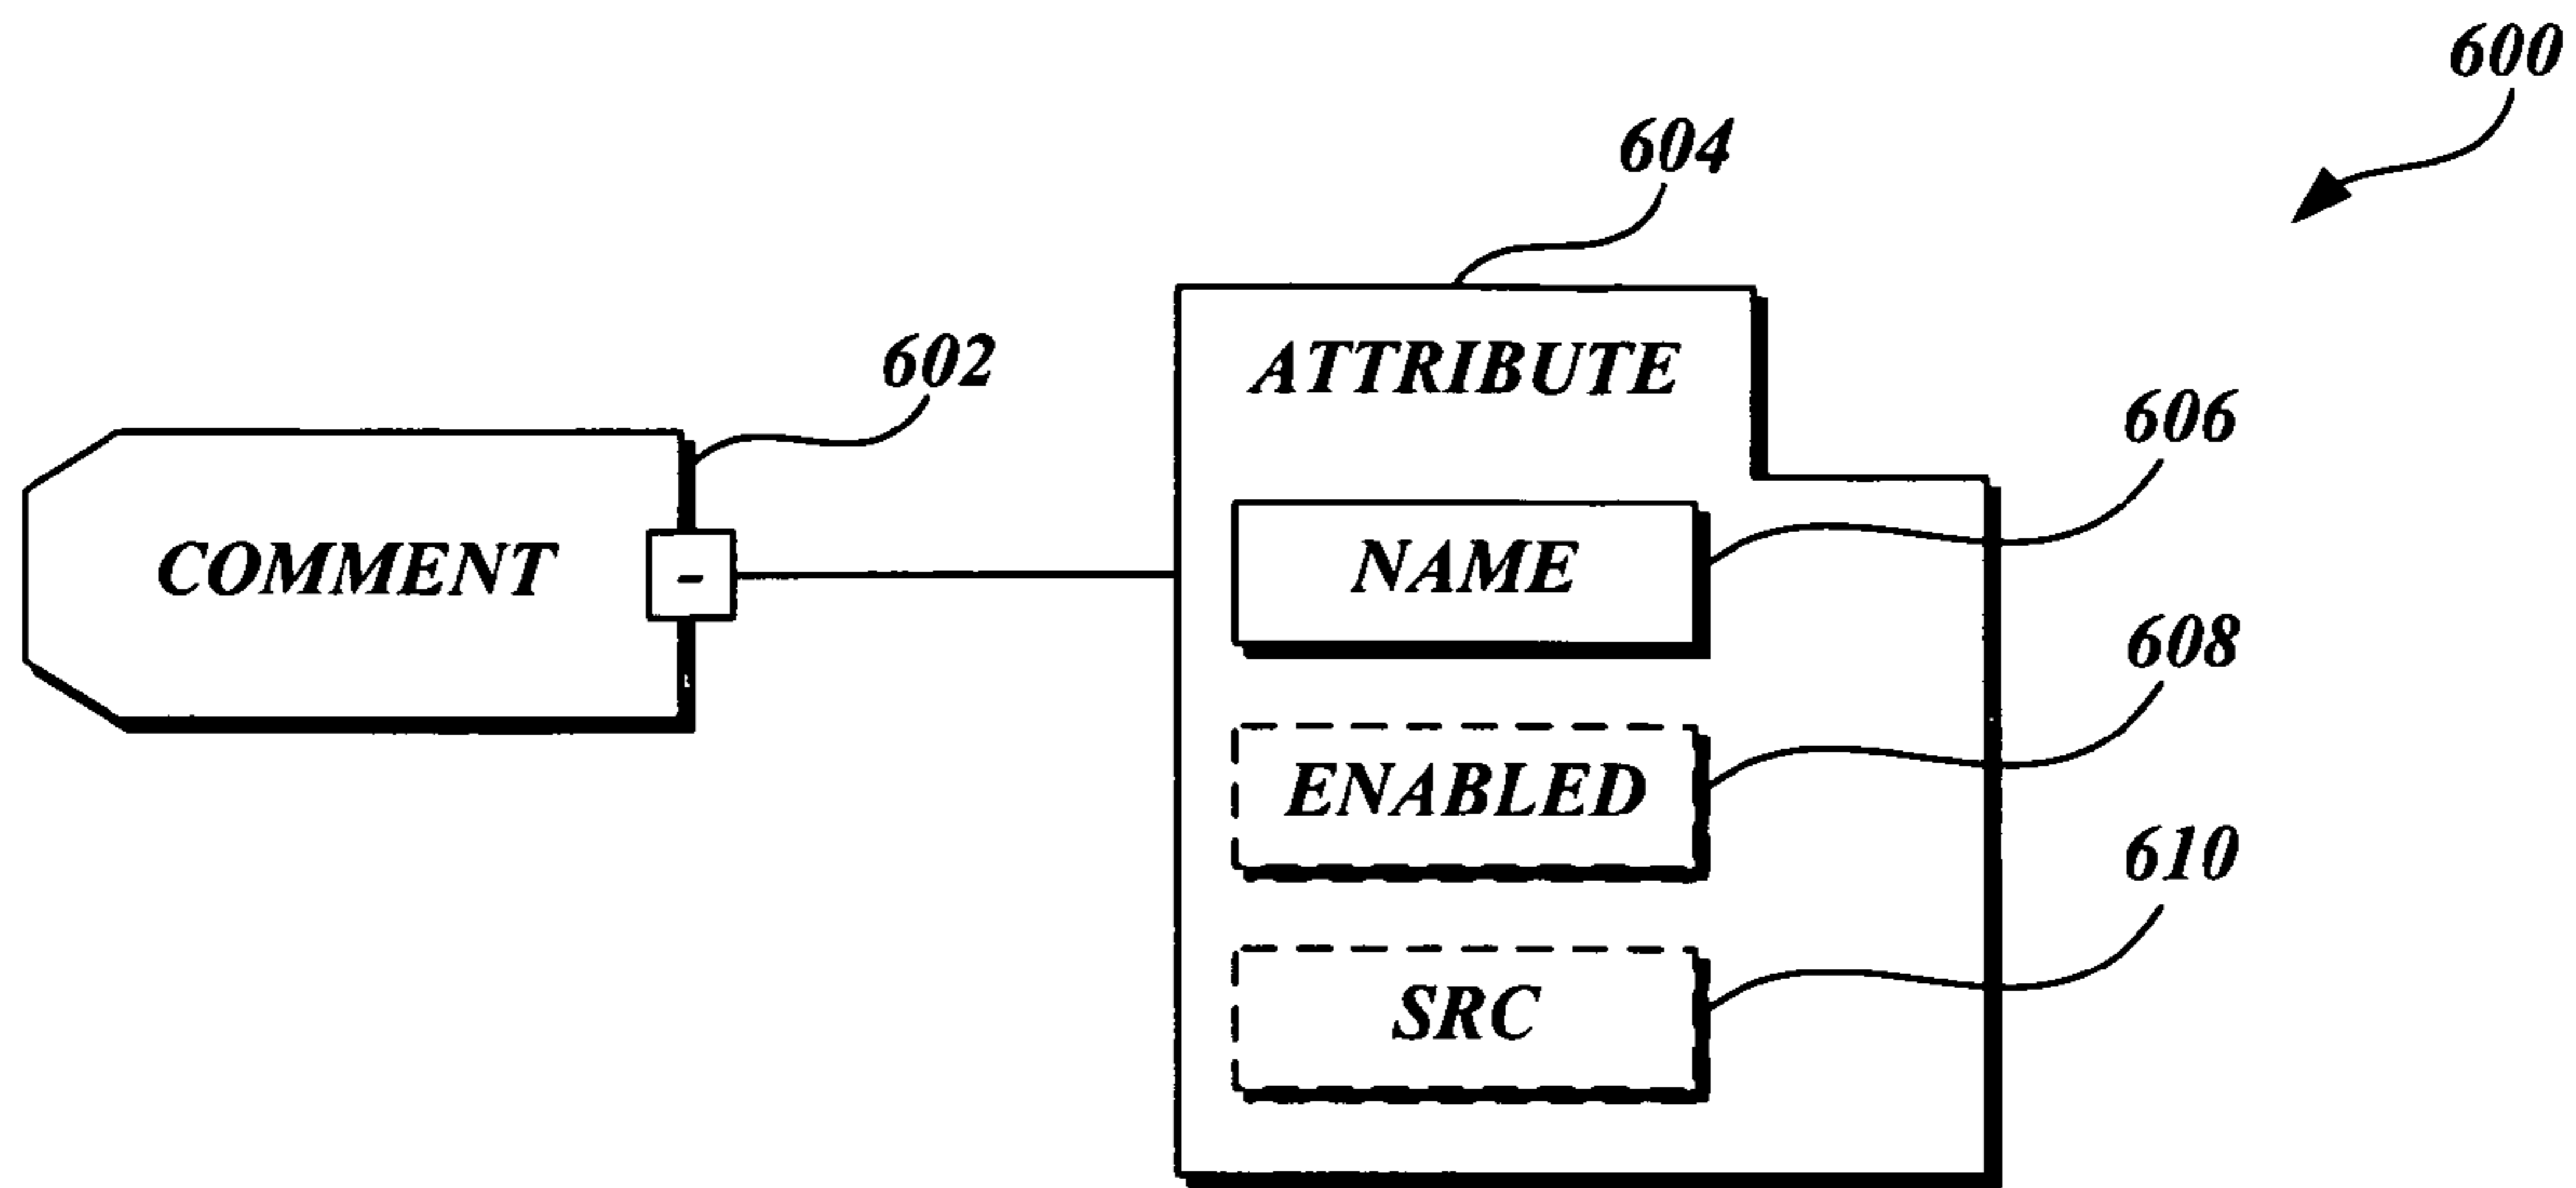 600
604
602
ATTRIBUTE
606
NAME
COMMENT
-
608
ENABLED
610
SRC